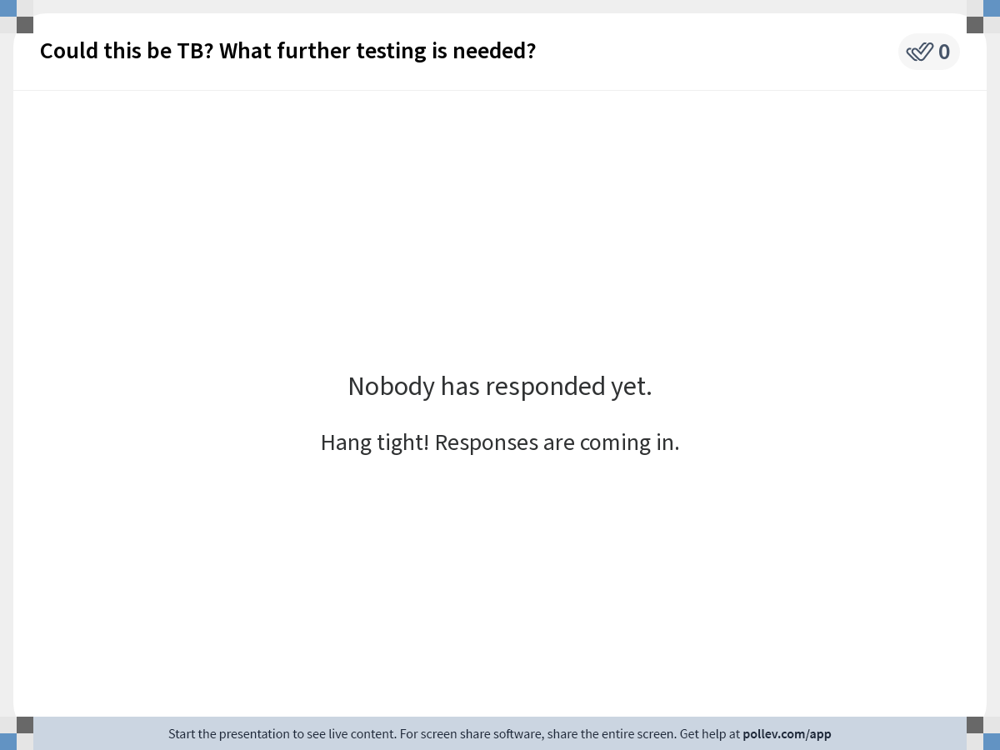 Could this be TB? What further testing is needed?
0
Nobody has responded yet.
Hang tight! Responses are coming in.
Start the presentation to see live content. For screen share software, share the entire screen. Get help at pollev.com/app